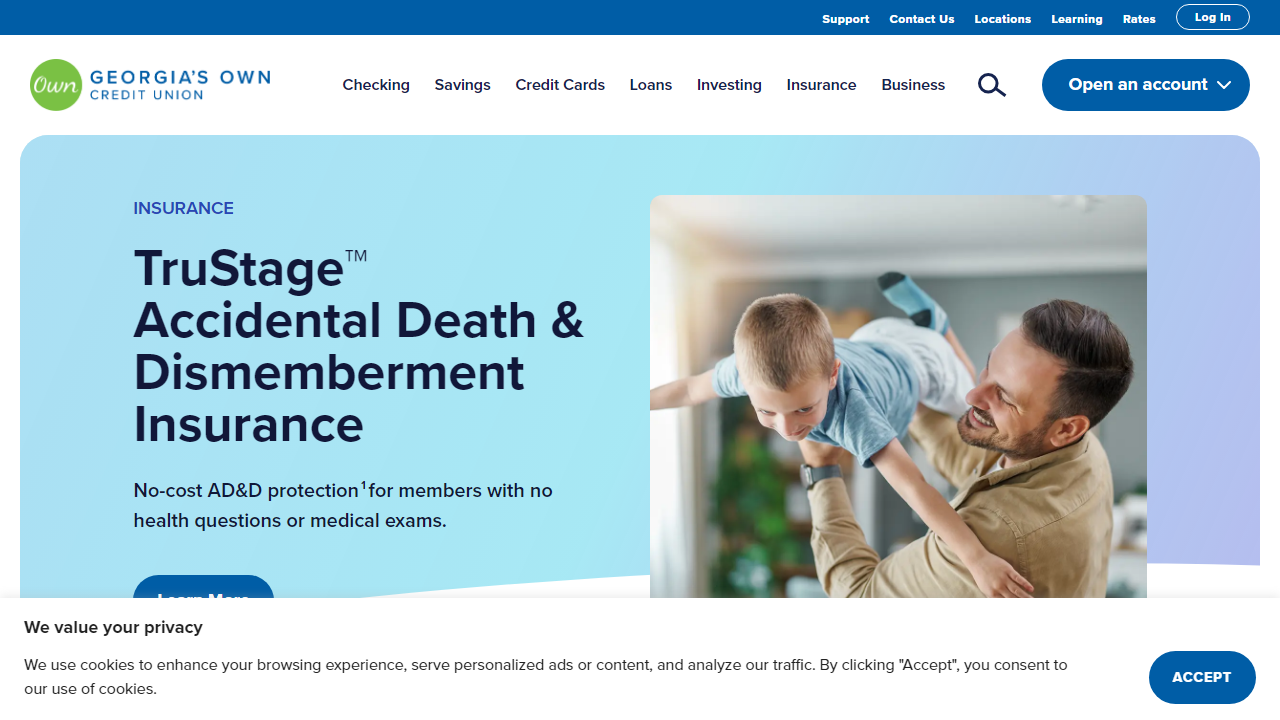 Support Contact Us Locations Learning Rates Log In
Own GEORGIA'S OWN
CREDIT UNION
Checking Savings Credit Cards Loans Investing Insurance Business Open an account
INSURANCE
TruStage™
Accidental Death &
Dismemberment
Insurance
No-cost AD&D protection¹ for members with no
health questions or medical exams.
Learn More
We value your privacy
We use cookies to enhance your browsing experience, serve personalized ads or content, and analyze our traffic. By clicking "Accept", you consent to
our use of cookies.
ACCEPT